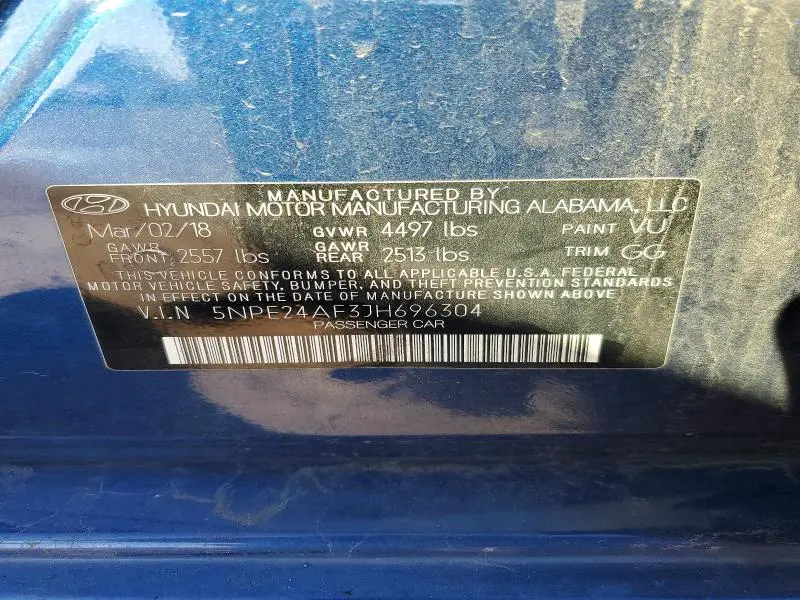 MANUFACTURED BY
HYUNDAI MOTOR MANUFACTURING ALABAMA, LLC
Mar/02/18 GVWR 4497 lbs PAINT VU
GAWR FRONT 2557 lbs GAWR REAR 2513 lbs TRIM GG
THIS VEHICLE CONFORMS TO ALL APPLICABLE U.S.A. FEDERAL
MOTOR VEHICLE SAFETY, BUMPER, AND THEFT PREVENTION STANDARDS
IN EFFECT ON THE DATE OF MANUFACTURE SHOWN ABOVE.
V.I.N 5NPE24AF3JH696304
PASSENGER CAR